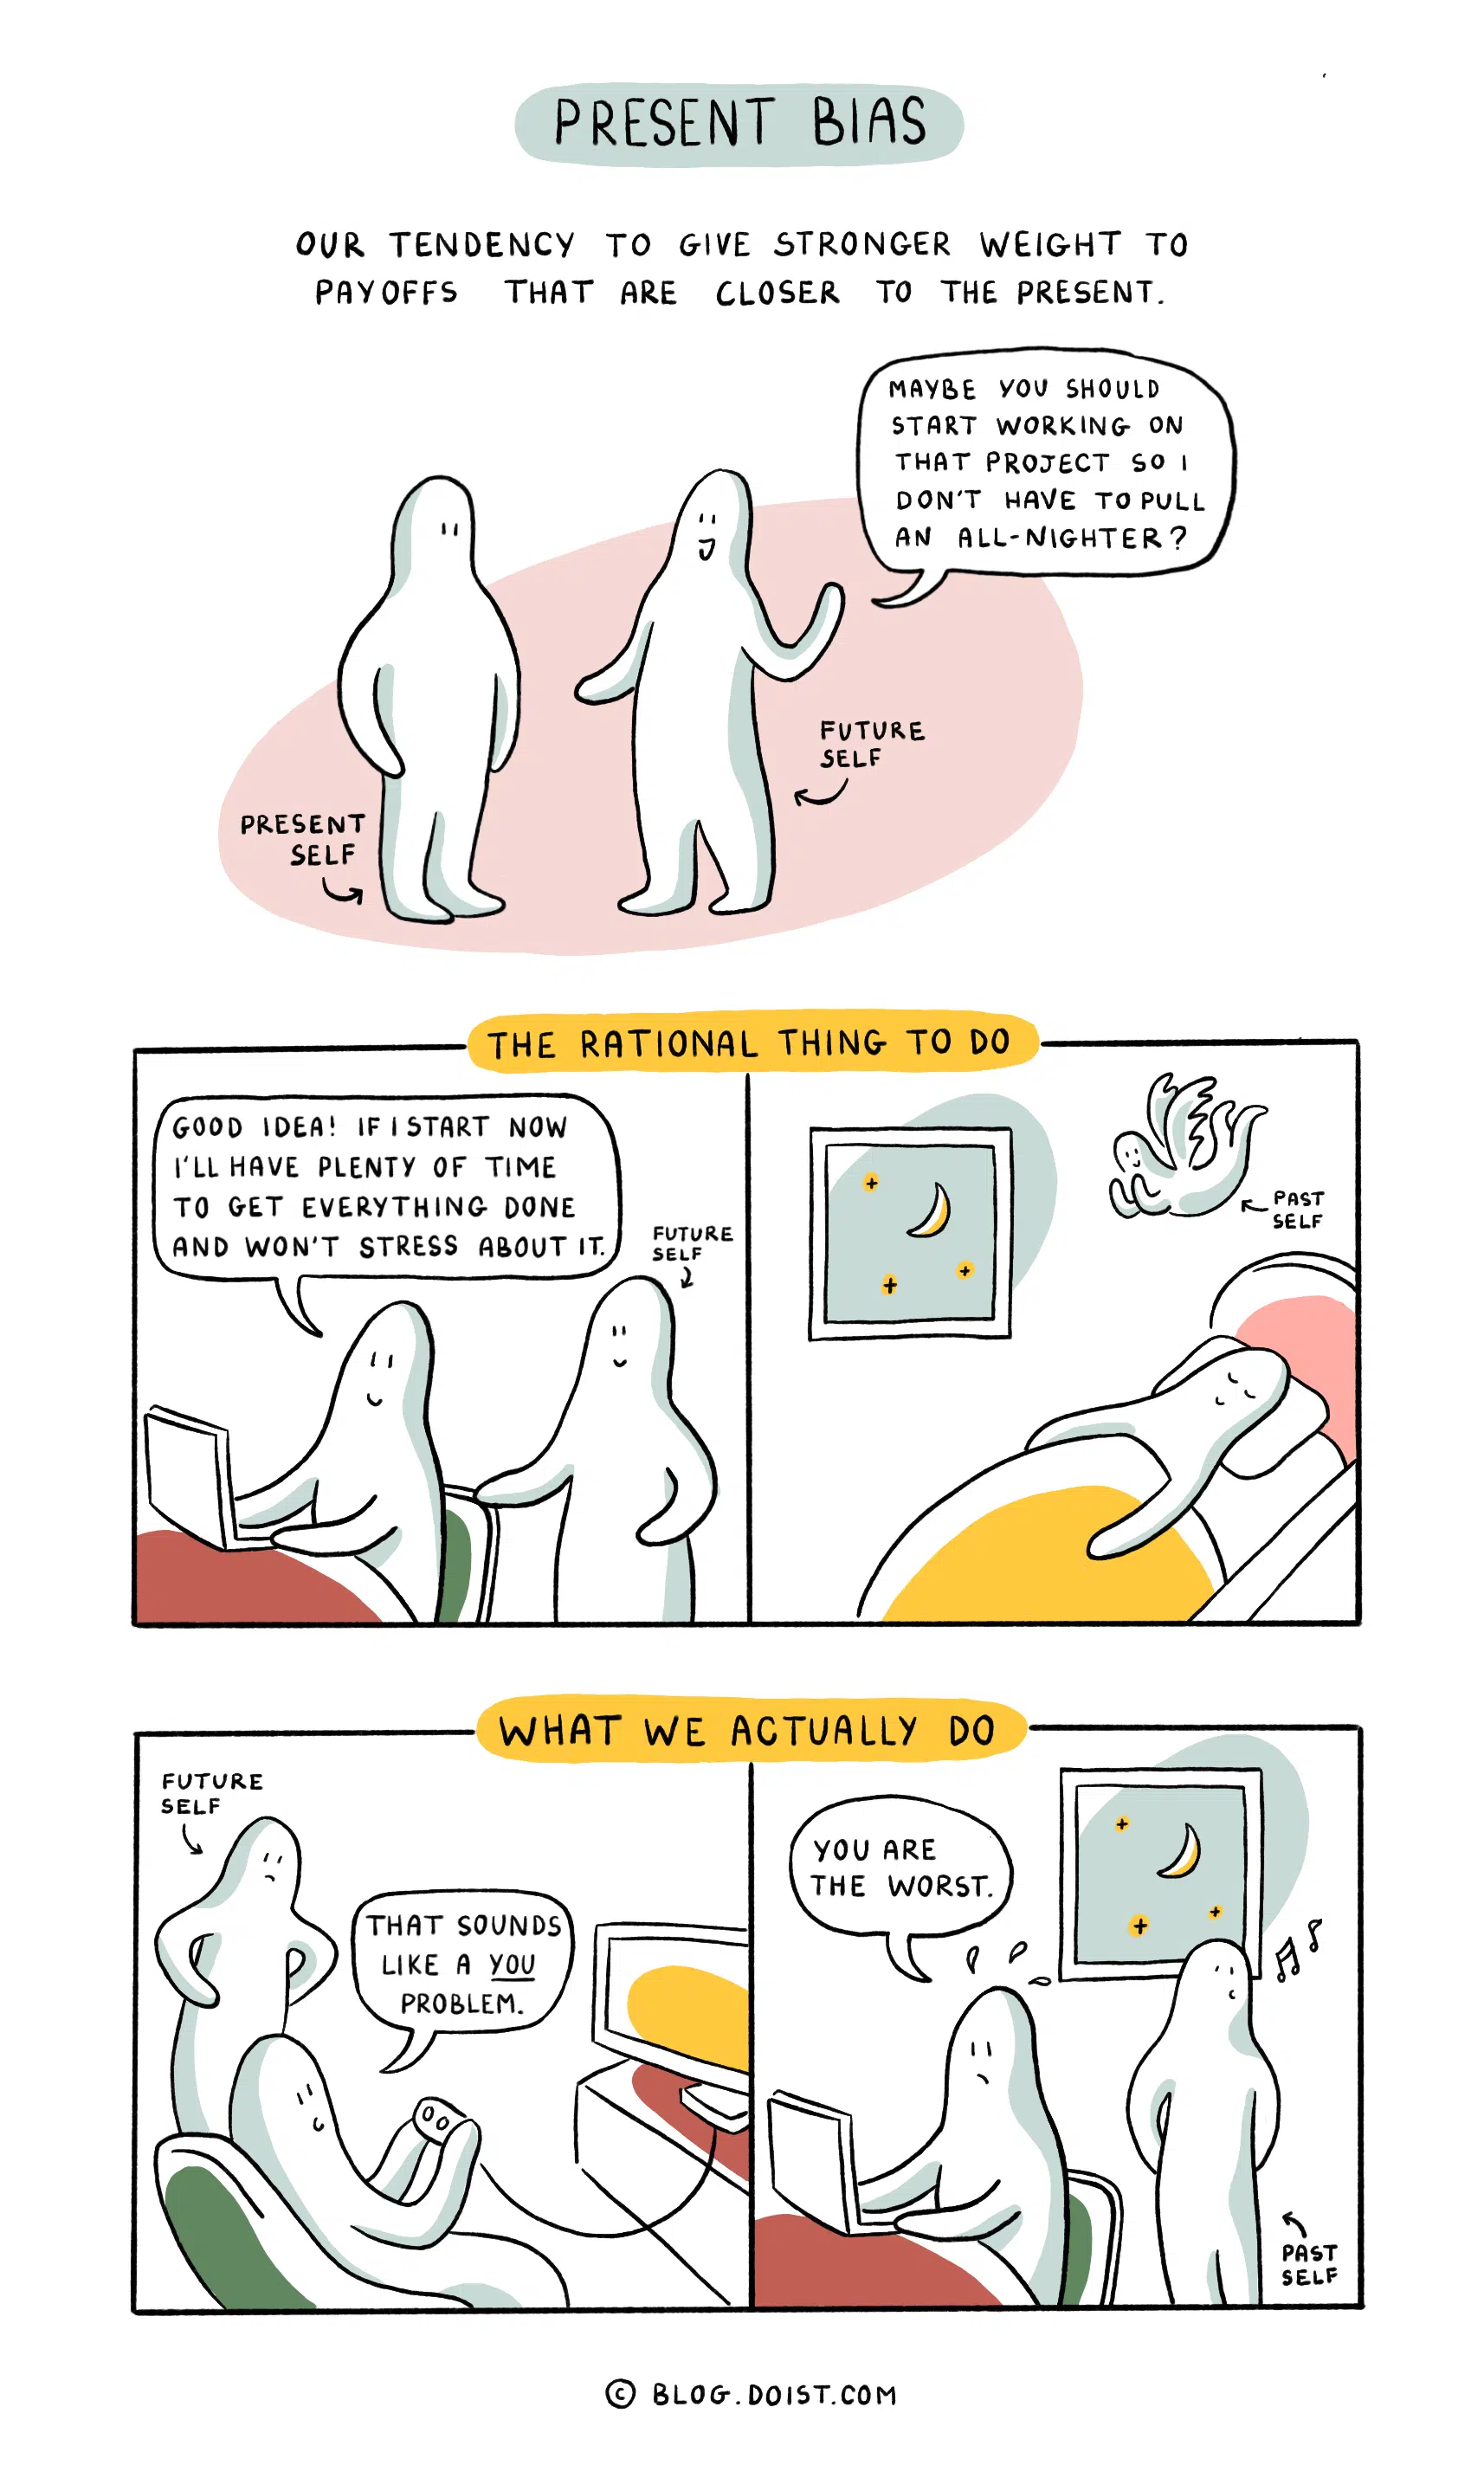 PRESENT BIAS
OUR TENDENCY TO GIVE STRONGER WEIGHT TO
PAYOFFS THAT ARE CLOSER TO THE PRESENT.
MAYBE YOU SHOULD
START WORKING ON
THAT PROJECT SO I
DON'T HAVE TO PULL
AN ALL-NIGHTER?
FUTURE
SELF
PRESENT
SELF
THE RATIONAL THING TO DO
GOOD IDEA! IF I START NOW
I'LL HAVE PLENTY OF TIME
TO GET EVERYTHING DONE
AND WON'T STRESS ABOUT IT.
FUTURE
SELF
PAST
SELF
WHAT WE ACTUALLY DO
FUTURE
SELF
THAT SOUNDS
LIKE A YOU
PROBLEM.
YOU ARE
THE WORST.
PAST
SELF
© BLOG.DOIST.COM